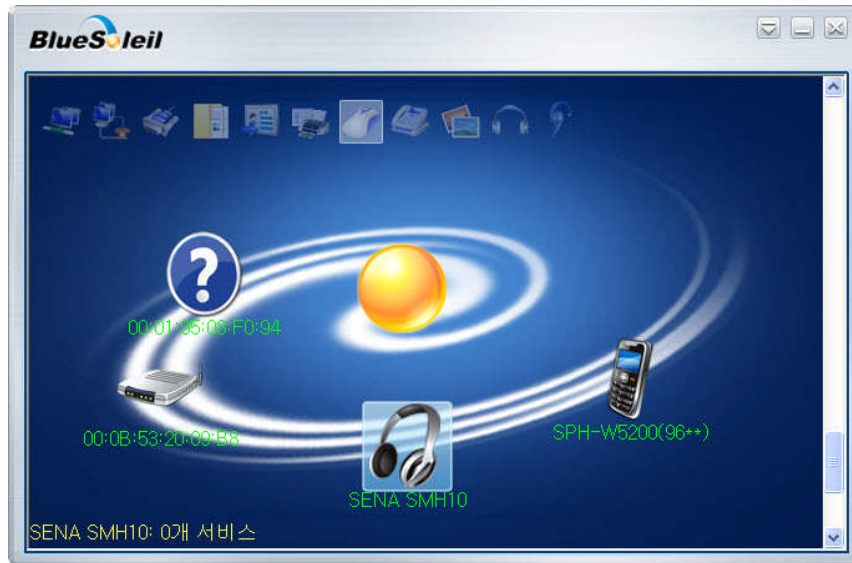 BlueSoleil
00:01:95:08:F0:94
00:0B:53:20:09:B8
SPH-W5200(96**)
SENA SMH10
SENA SMH10: 0개 서비스